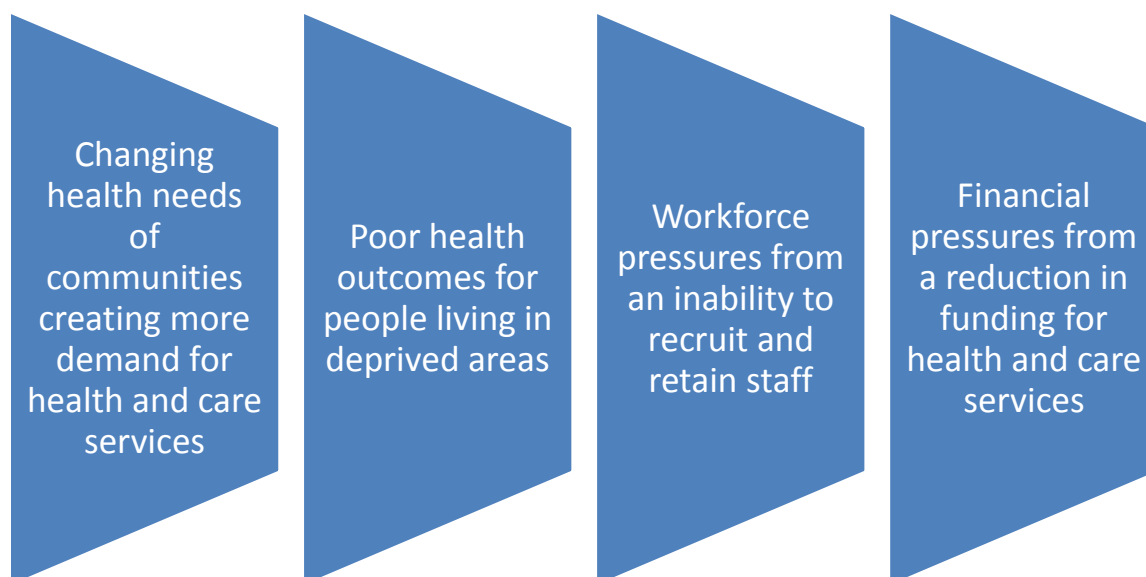 Changing
health needs
of
communities
creating more
demand for
health and care
services
Poor health
outcomes for
people living in
deprived areas
Workforce
pressures from
an inability to
recruit and
retain staff
Financial
pressures from
a reduction in
funding for
health and care
services